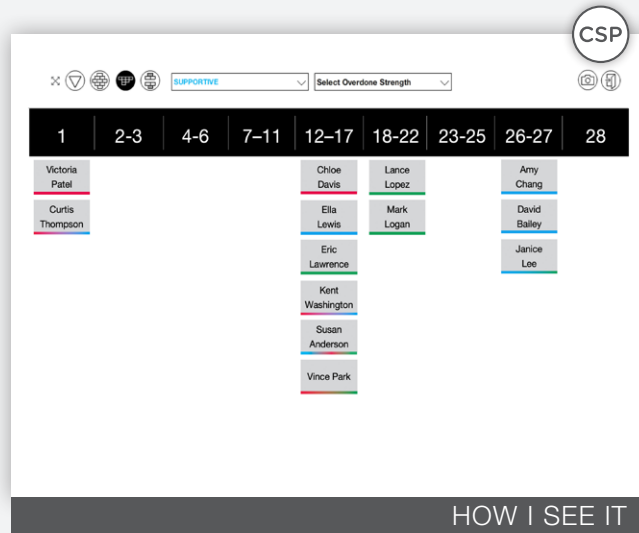 CSP
SUPPORTIVE
Select Overdone Strength
1 2-3 4-6 7–11 12–17 18-22 23-25 26-27 28
Victoria
Patel
Curtis
Thompson
Chloe
Davis
Ella
Lewis
Eric
Lawrence
Kent
Washington
Susan
Anderson
Vince Park
Lance
Lopez
Mark
Logan
Amy
Chang
David
Bailey
Janice
Lee
HOW I SEE IT